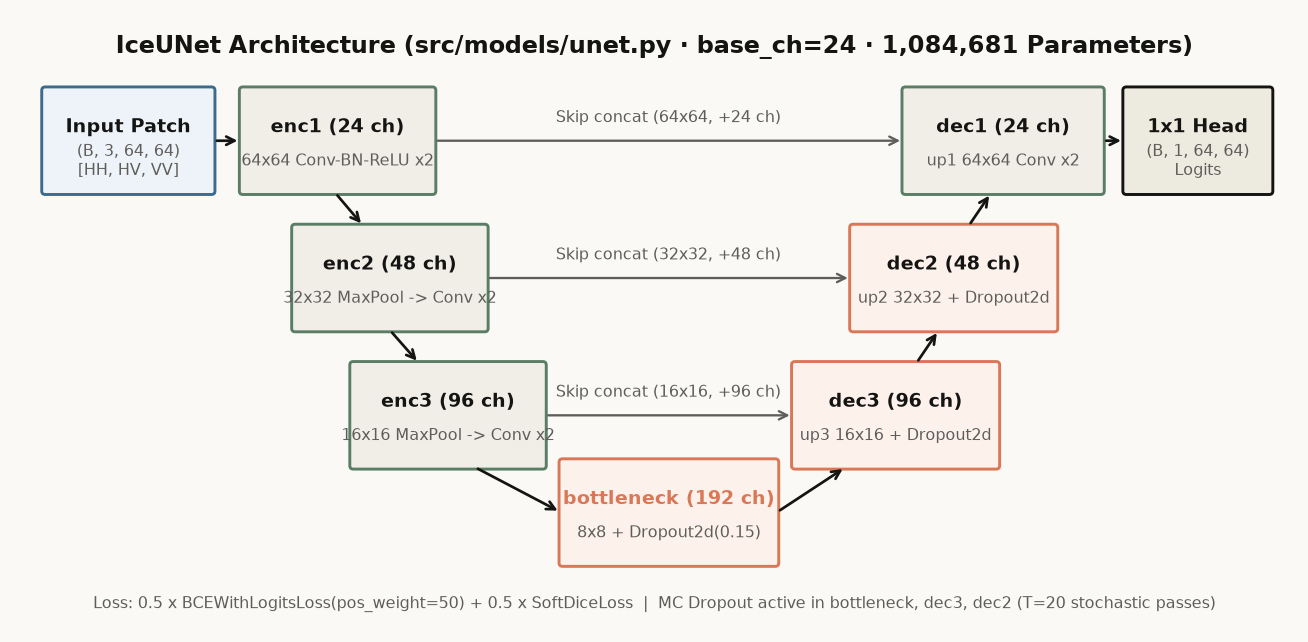 IceUNet Architecture (src/models/unet.py · base_ch=24 · 1,084,681 Parameters)
Input Patch
(B, 3, 64, 64)
[HH, HV, VV]
enc1 (24 ch)
64x64 Conv-BN-ReLU x2
Skip concat (64x64, +24 ch)
dec1 (24 ch)
up1 64x64 Conv x2
1x1 Head
(B, 1, 64, 64)
Logits
enc2 (48 ch)
32x32 MaxPool -> Conv x2
Skip concat (32x32, +48 ch)
dec2 (48 ch)
up2 32x32 + Dropout2d
enc3 (96 ch)
16x16 MaxPool -> Conv x2
Skip concat (16x16, +96 ch)
dec3 (96 ch)
up3 16x16 + Dropout2d
bottleneck (192 ch)
8x8 + Dropout2d(0.15)
Loss: 0.5 x BCEWithLogitsLoss(pos_weight=50) + 0.5 x SoftDiceLoss | MC Dropout active in bottleneck, dec3, dec2 (T=20 stochastic passes)